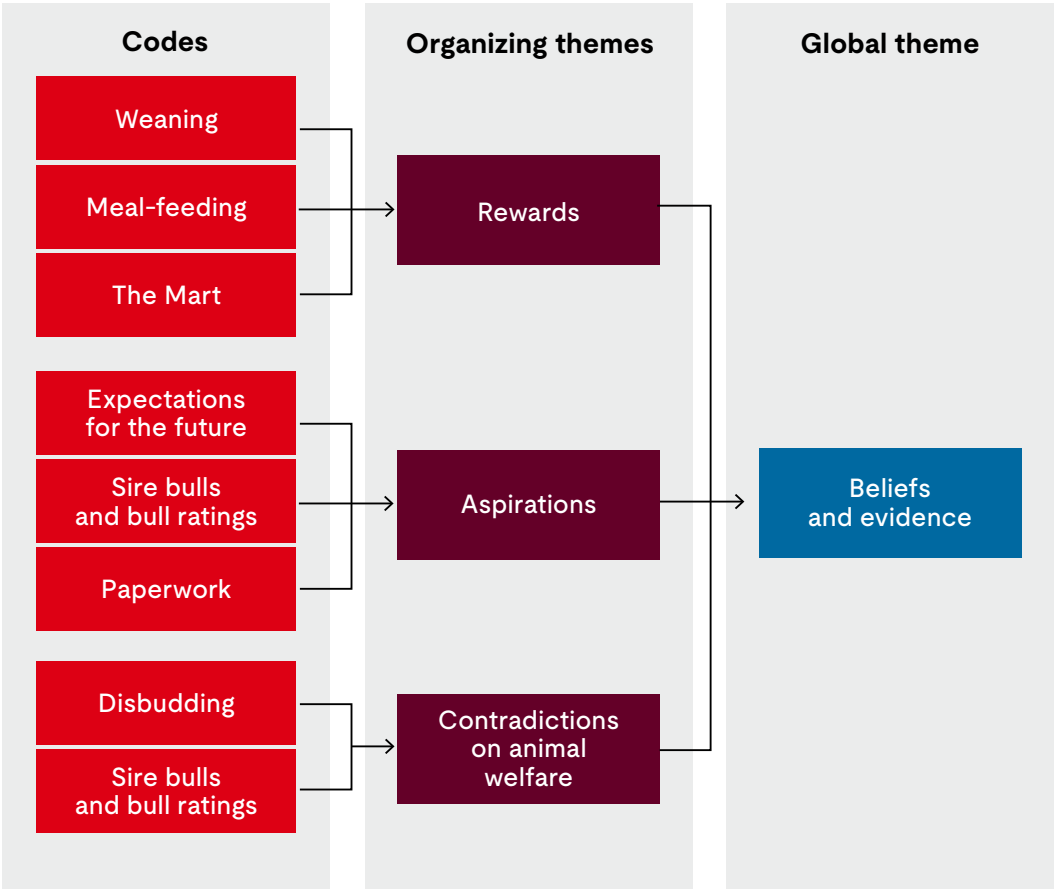 Codes
Organizing themes
Global theme
Weaning
Meal-feeding
The Mart
Rewards
Expectations
for the future
Sire bulls
and bull ratings
Paperwork
Aspirations
Beliefs
and evidence
Disbudding
Sire bulls
and bull ratings
Contradictions
on animal
welfare